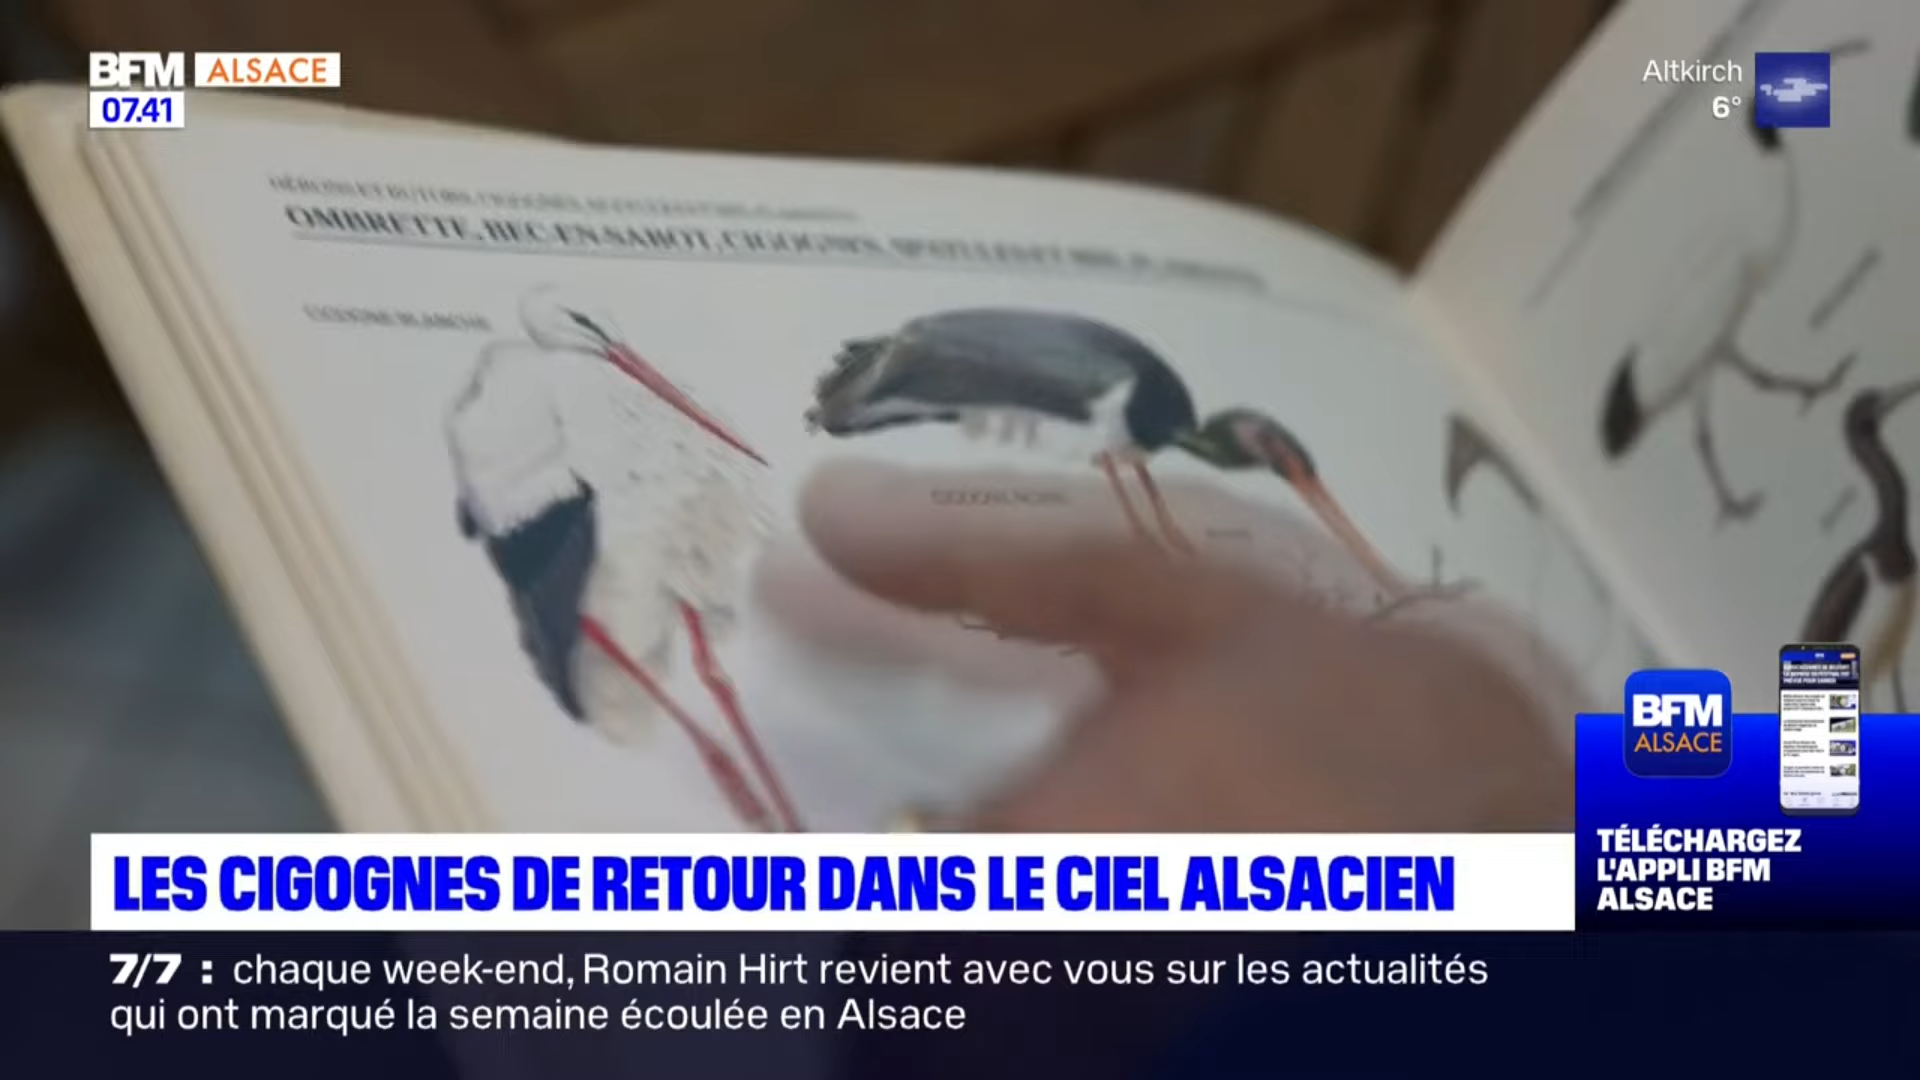 BFM ALSACE
07.41
Altkirch
6°
OMBRETTE, BEC-EN-SABOT, CIGOGNES,
CIGOGNE BLANCHE
BFM
ALSACE
TÉLÉCHARGEZ
L'APPLI BFM
ALSACE
LES CIGOGNES DE RETOUR DANS LE CIEL ALSACIEN
7/7 : chaque week-end, Romain Hirt revient avec vous sur les actualités
qui ont marqué la semaine écoulée en Alsace